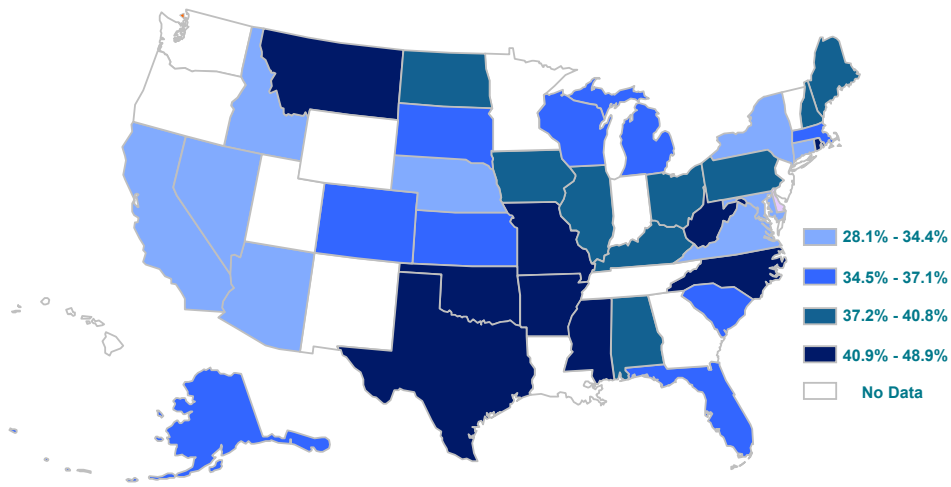 28.1% - 34.4%
34.5% - 37.1%
37.2% - 40.8%
40.9% - 48.9%
No Data